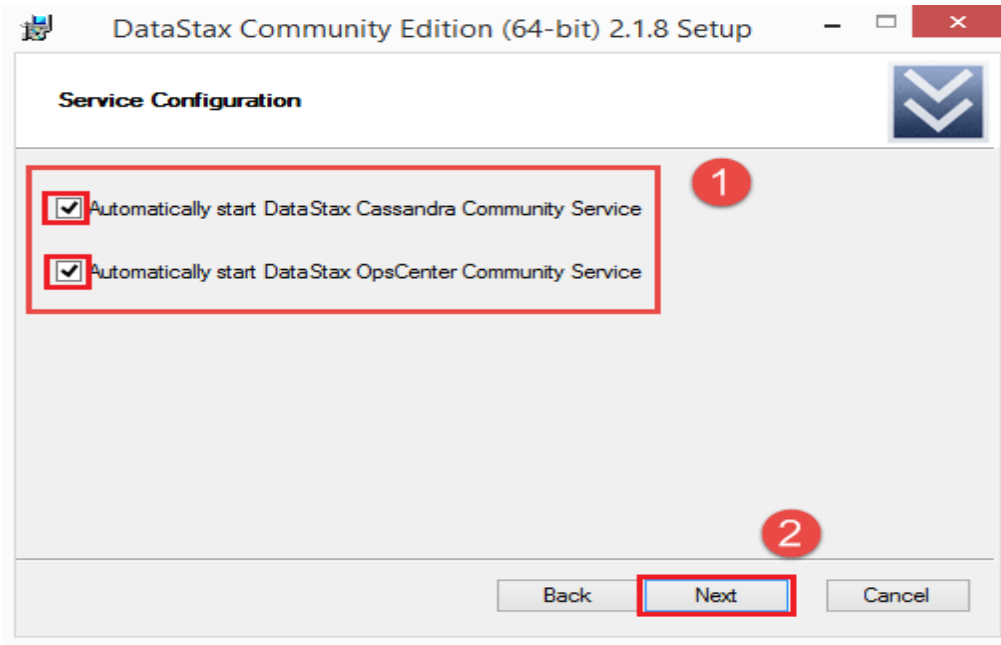 DataStax Community Edition (64-bit) 2.1.8 Setup
Service Configuration
1
Automatically start DataStax Cassandra Community Service
Automatically start DataStax OpsCenter Community Service
2
Back Next Cancel